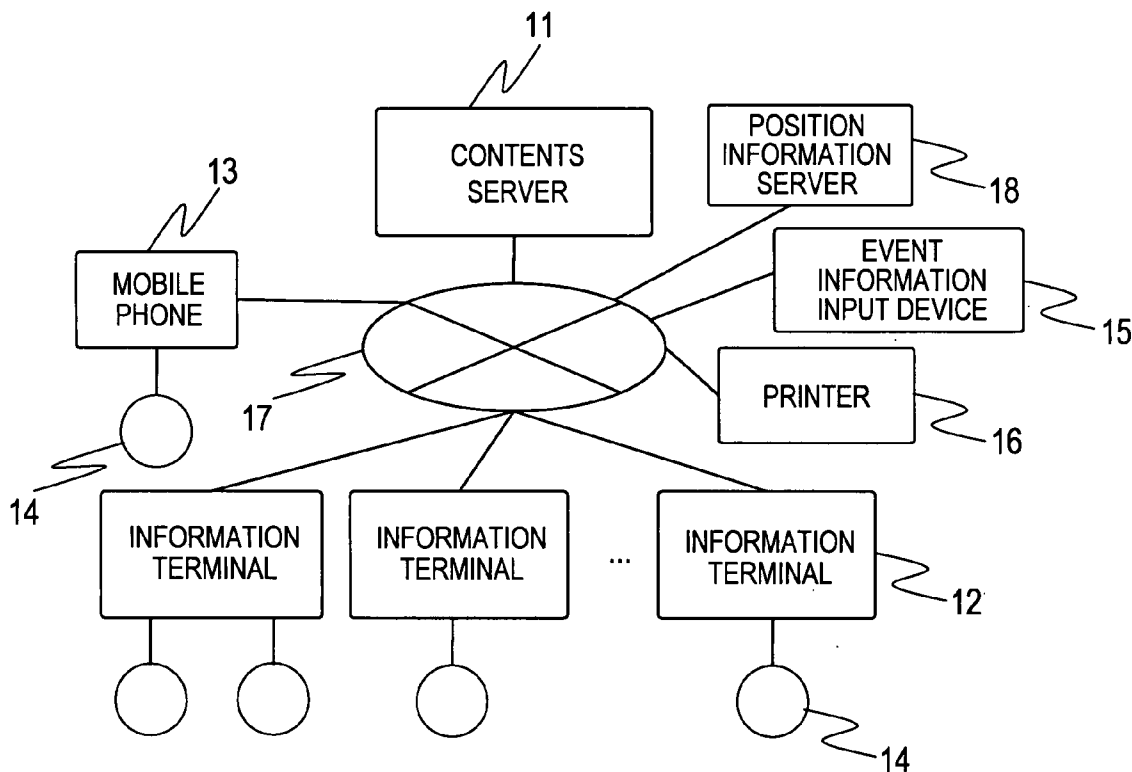 11
CONTENTS
SERVER
POSITION
INFORMATION
SERVER
18
13
MOBILE
PHONE
EVENT
INFORMATION
INPUT DEVICE
15
17
PRINTER
16
14
INFORMATION
TERMINAL
INFORMATION
TERMINAL
...
INFORMATION
TERMINAL
12
14